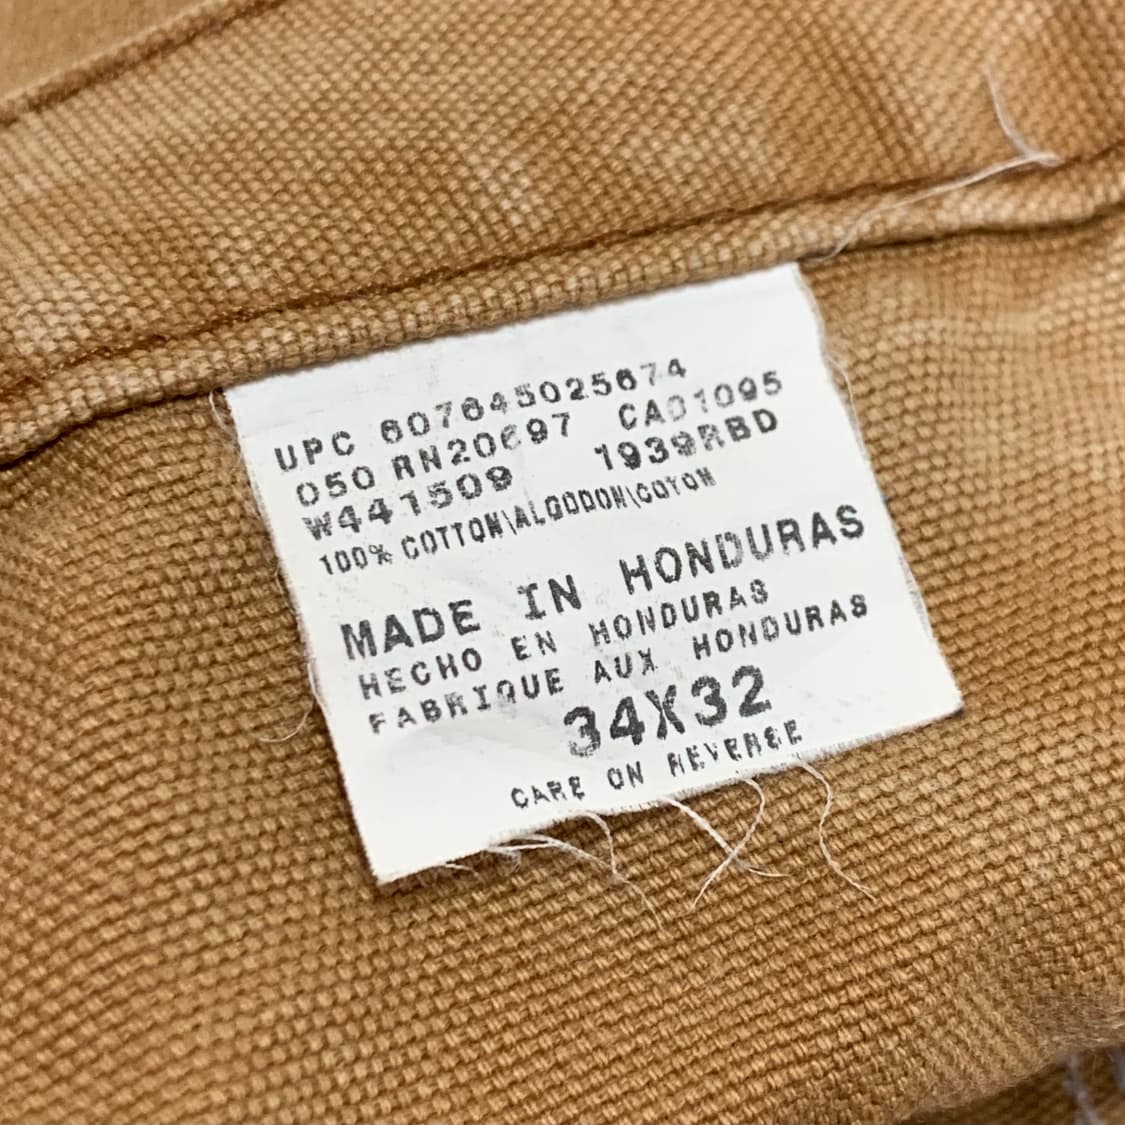 UPC 607645025674
050 RN20697 CA01095
W441509 1939RBD
100% COTTON\ALGODON\COTON
MADE IN HONDURAS
HECHO EN HONDURAS
FABRIQUE AUX HONDURAS
34X32
CARE ON REVERSE